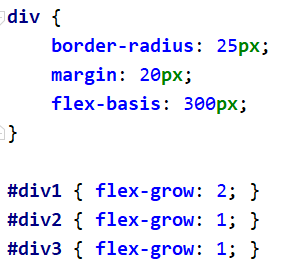 div {
    border-radius: 25px;
    margin: 20px;
    flex-basis: 300px;
}

#div1 { flex-grow: 2; }
#div2 { flex-grow: 1; }
#div3 { flex-grow: 1; }